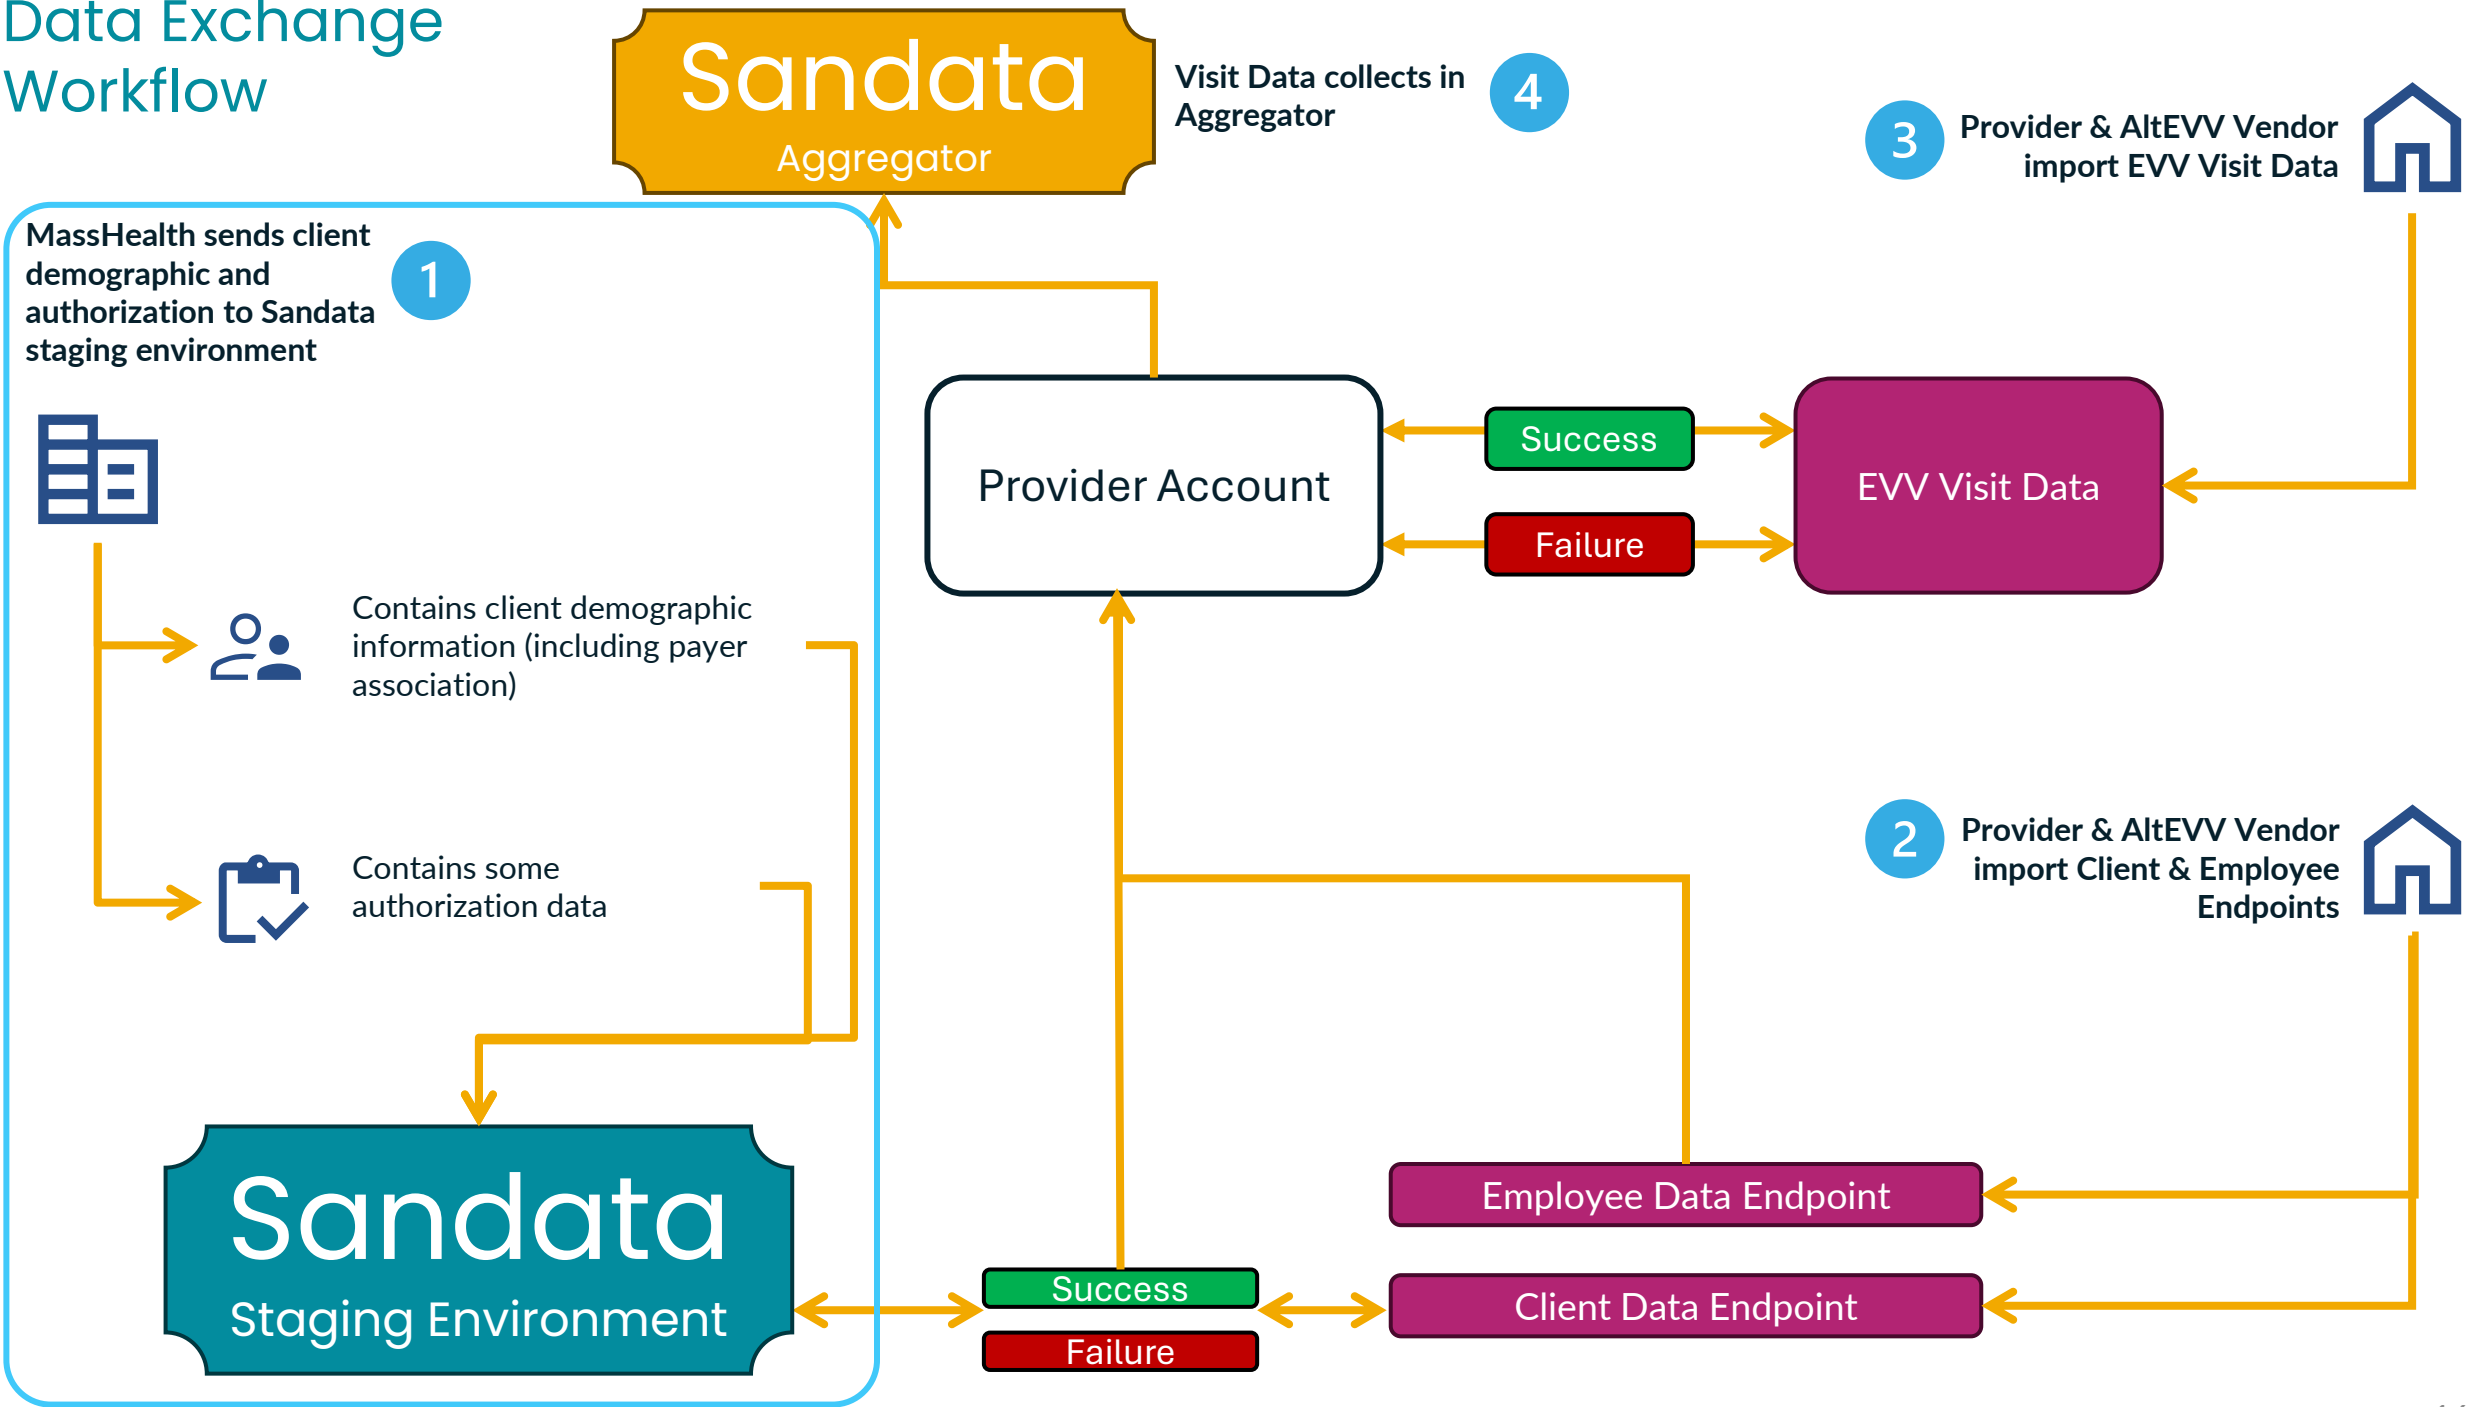 Data Exchange
Workflow
Sandata
Aggregator
Visit Data collects in
Aggregator
4
3
Provider & AltEVV Vendor
import EVV Visit Data
MassHealth sends client
demographic and
authorization to Sandata
staging environment
1
Provider Account
Success
Failure
EVV Visit Data
Contains client demographic
information (including payer
association)
Contains some
authorization data
2
Provider & AltEVV Vendor
import Client & Employee
Endpoints
Sandata
Staging Environment
Success
Failure
Employee Data Endpoint
Client Data Endpoint